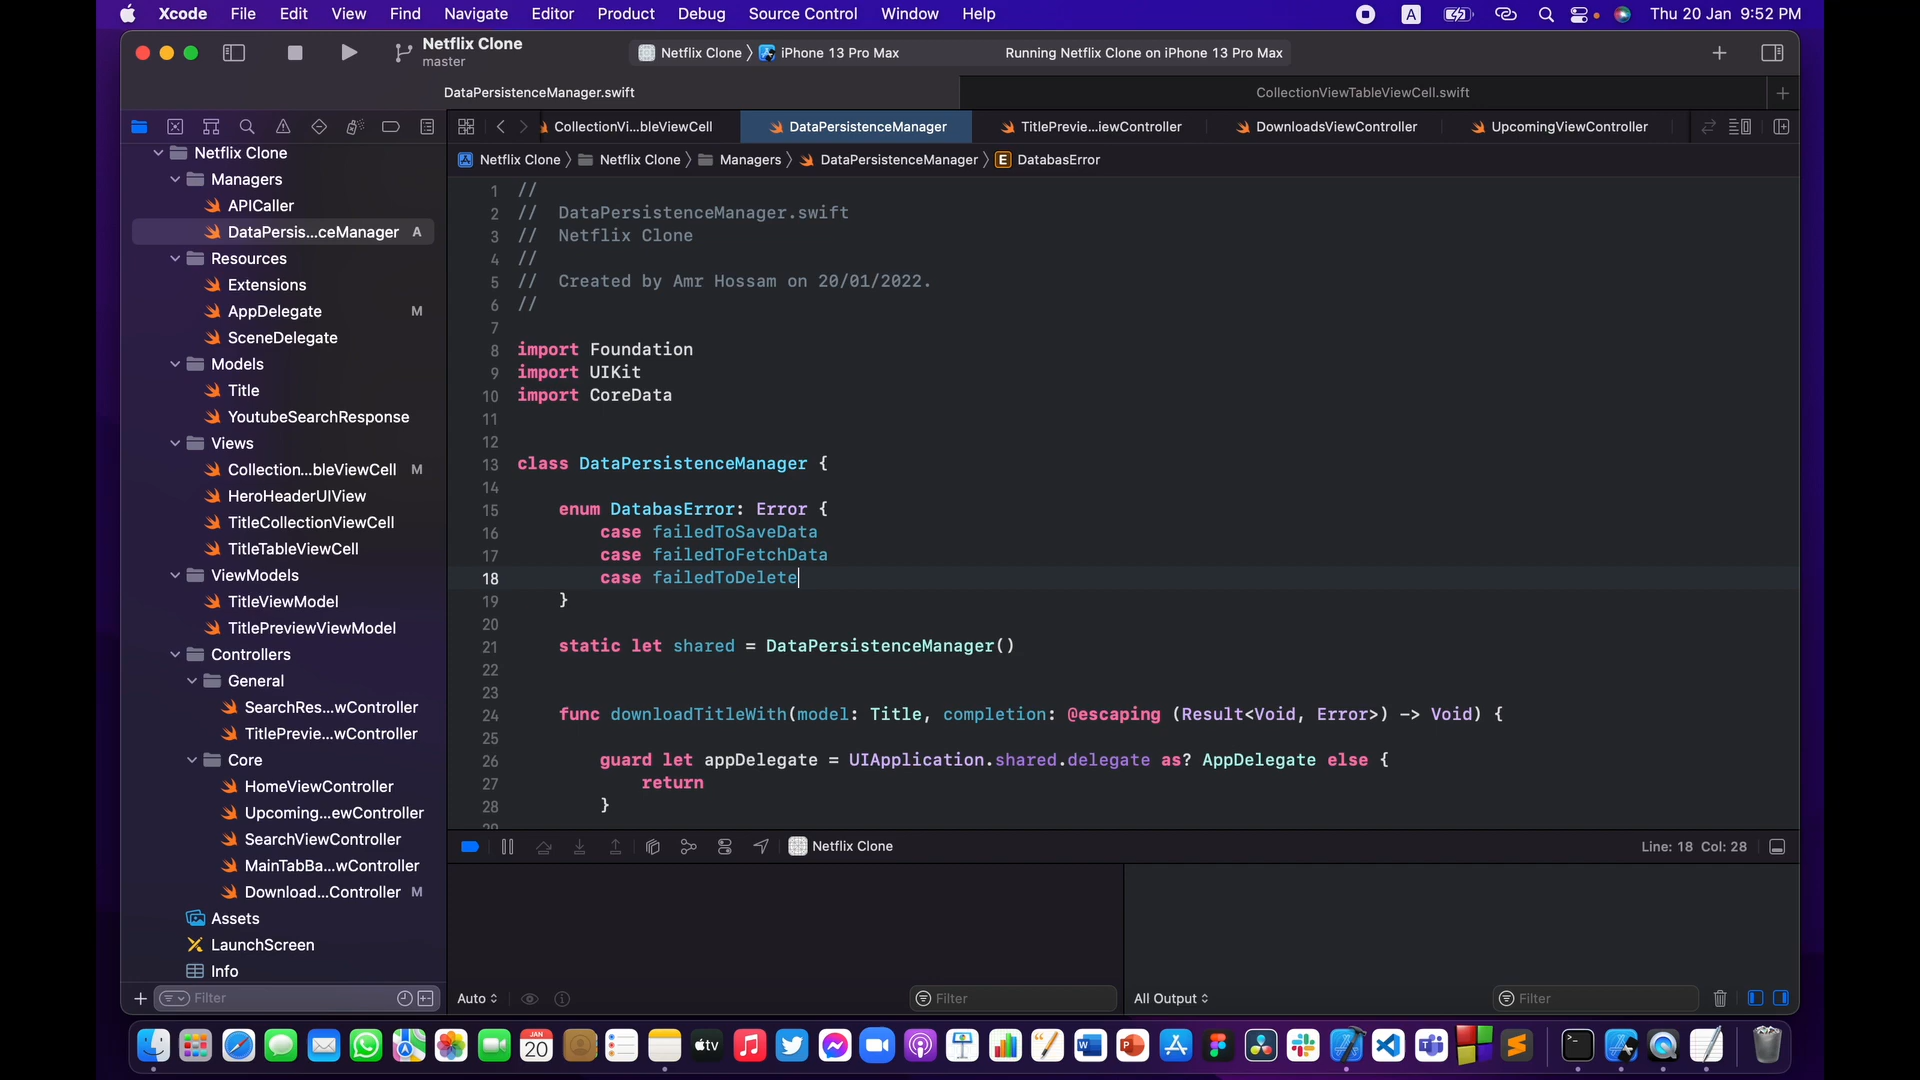 Xcode File Edit View Find Navigate Editor Product Debug Source Control Window Help
A Thu 20 Jan 9:52 PM
Netflix Clone
master
Netflix Clone 〉 iPhone 13 Pro Max Running Netflix Clone on iPhone 13 Pro Max
DataPersistenceManager.swift CollectionViewTableViewCell.swift
CollectionVi...bleViewCell DataPersistenceManager TitlePrevie...iewController DownloadsViewController UpcomingViewController
Netflix Clone 〉 Netflix Clone 〉 Managers 〉 DataPersistenceManager 〉 E DatabasError
Netflix Clone
Managers
APICaller
DataPersis...ceManager A
Resources
Extensions
AppDelegate M
SceneDelegate
Models
Title
YoutubeSearchResponse
Views
Collection...bleViewCell M
HeroHeaderUIView
TitleCollectionViewCell
TitleTableViewCell
ViewModels
TitleViewModel
TitlePreviewViewModel
Controllers
General
SearchRes...wController
TitlePrevie...wController
Core
HomeViewController
Upcoming...ewController
SearchViewController
MainTabBa...wController
Download...Controller M
Assets
LaunchScreen
Info
Filter
1 //
2 //  DataPersistenceManager.swift
3 //  Netflix Clone
4 //
5 //  Created by Amr Hossam on 20/01/2022.
6 //
7
8 import Foundation
9 import UIKit
10 import CoreData
11
12
13 class DataPersistenceManager {
14
15     enum DatabasError: Error {
16         case failedToSaveData
17         case failedToFetchData
18         case failedToDelete
19     }
20
21     static let shared = DataPersistenceManager()
22
23
24     func downloadTitleWith(model: Title, completion: @escaping (Result<Void, Error>) -> Void) {
25
26         guard let appDelegate = UIApplication.shared.delegate as? AppDelegate else {
27             return
28         }
29
Netflix Clone Line: 18 Col: 28
Auto Filter All Output Filter
JAN
20
tv